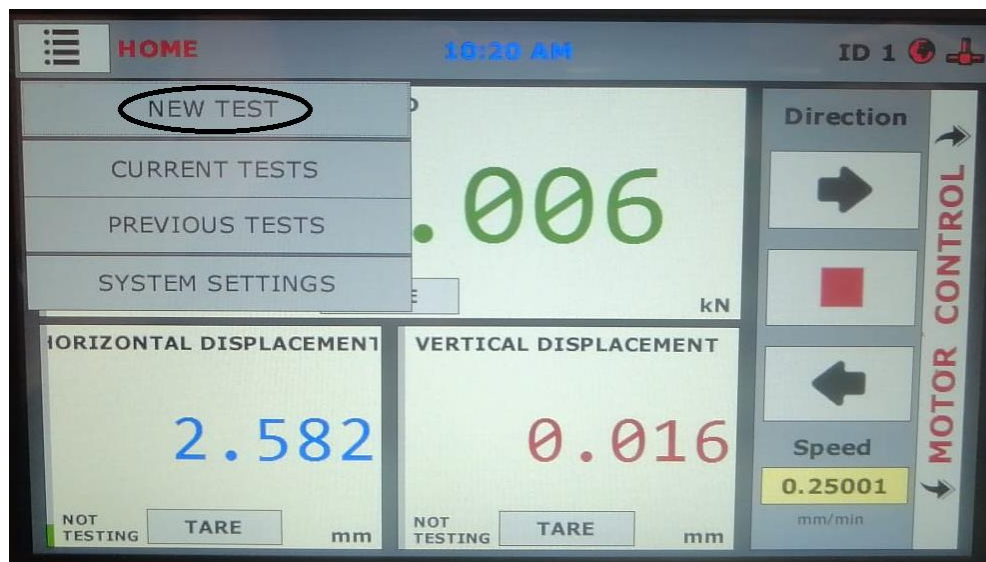 HOME 10:20 AM ID 1
NEW TEST
CURRENT TESTS
PREVIOUS TESTS
SYSTEM SETTINGS
.006
kN
HORIZONTAL DISPLACEMENT
2.582
NOT
TESTING
TARE
mm
VERTICAL DISPLACEMENT
0.016
NOT
TESTING
TARE
mm
Direction
Speed
0.25001
mm/min
MOTOR CONTROL